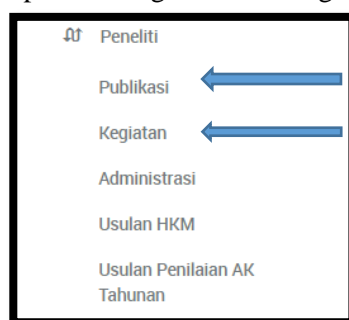 Peneliti
Publikasi
Kegiatan
Administrasi
Usulan HKM
Usulan Penilaian AK
Tahunan